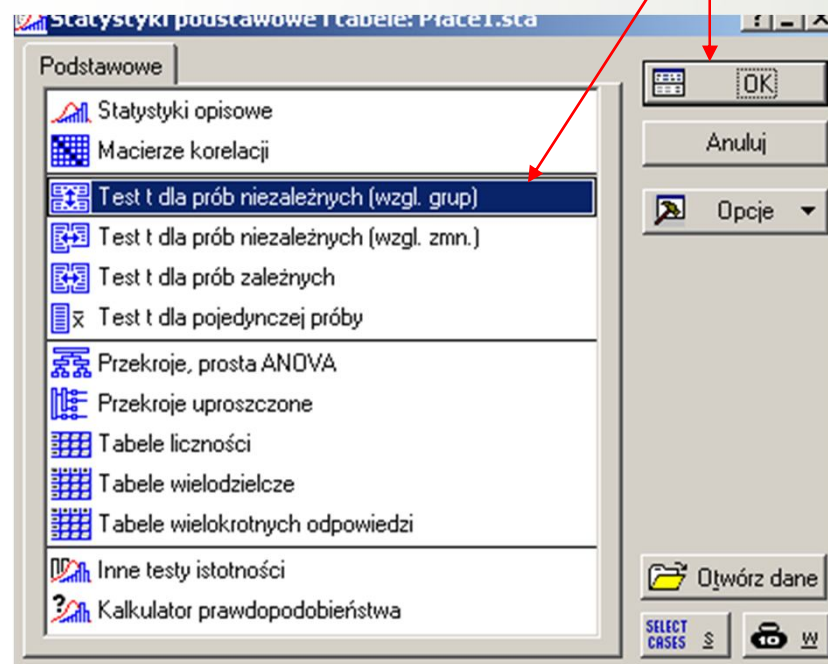 Statystyki podstawowe i tabele: Płace1.sta
Podstawowe
Statystyki opisowe
Macierze korelacji
Test t dla prób niezależnych (wzgl. grup)
Test t dla prób niezależnych (wzgl. zmn.)
Test t dla prób zależnych
Test t dla pojedynczej próby
Przekroje, prosta ANOVA
Przekroje uproszczone
Tabele liczności
Tabele wielodzielcze
Tabele wielokrotnych odpowiedzi
Inne testy istotności
Kalkulator prawdopodobieństwa
OK
Anuluj
Opcje
Otwórz dane
SELECT CASES S
10 W